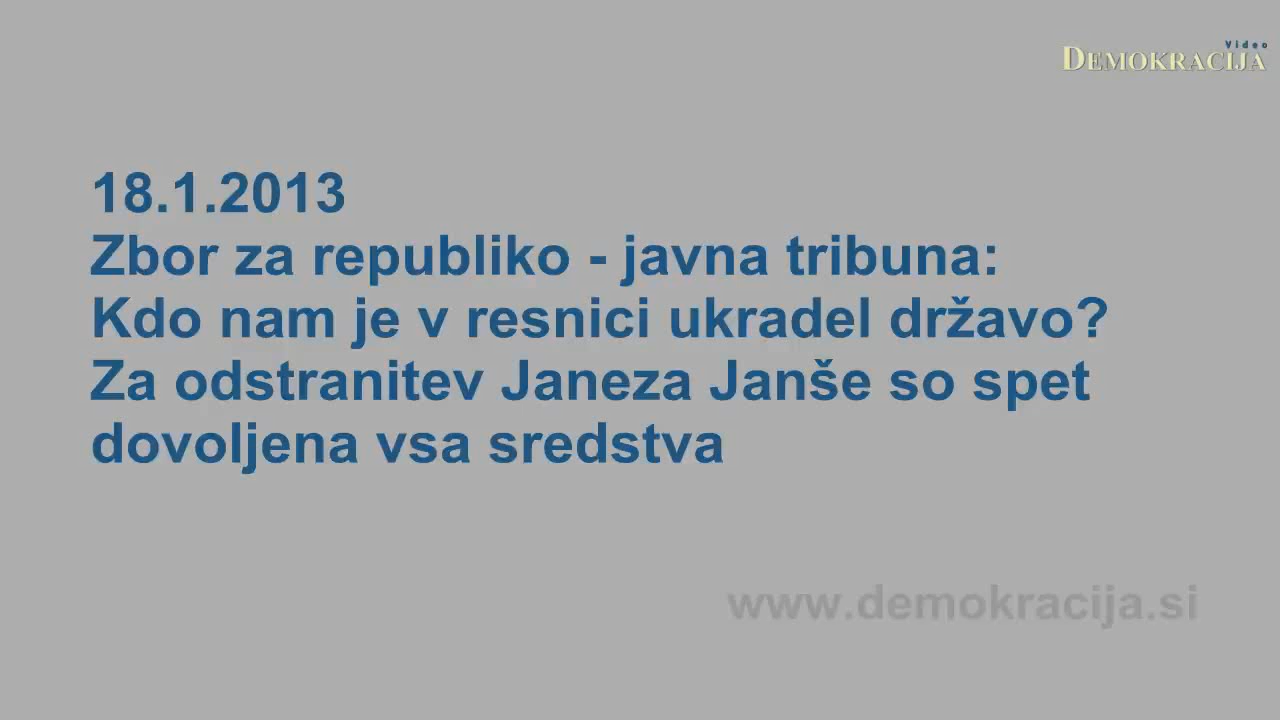 Video
DEMOKRACIJA
18.1.2013
Zbor za republiko - javna tribuna:
Kdo nam je v resnici ukradel državo?
Za odstranitev Janeza Janše so spet
dovoljena vsa sredstva
www.demokracija.si